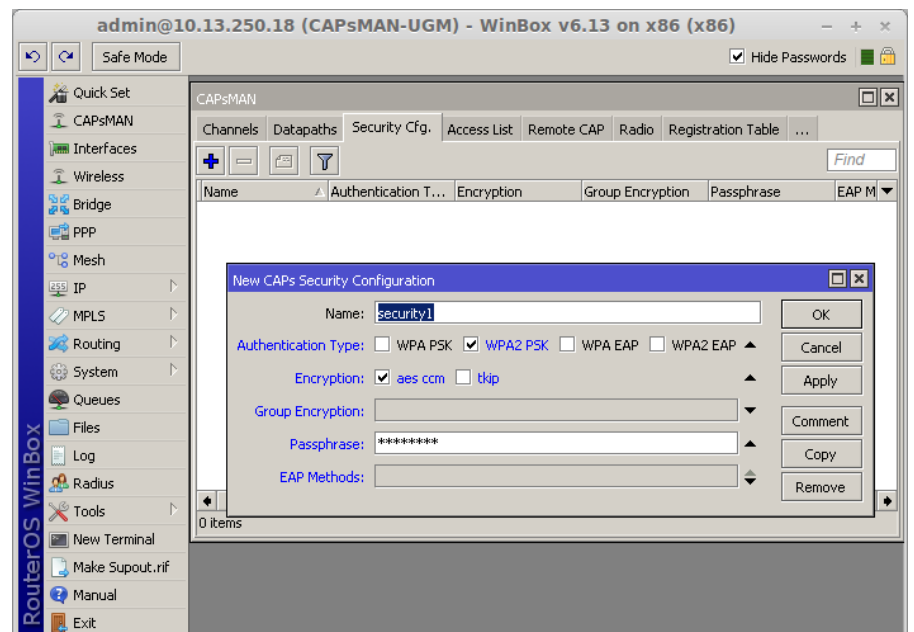 admin@10.13.250.18 (CAPsMAN-UGM) - WinBox v6.13 on x86 (x86)
Safe Mode
Hide Passwords
Quick Set
CAPsMAN
Interfaces
Wireless
Bridge
PPP
Mesh
255 IP
MPLS
Routing
System
Queues
Files
Log
Radius
Tools
New Terminal
Make Supout.rif
Manual
Exit
RouterOS WinBox
CAPsMAN
Channels Datapaths Security Cfg. Access List Remote CAP Radio Registration Table ...
Find
Name Authentication T... Encryption Group Encryption Passphrase EAP M
New CAPs Security Configuration
Name: security1 OK
Authentication Type: WPA PSK WPA2 PSK WPA EAP WPA2 EAP Cancel
Encryption: aes ccm tkip Apply
Group Encryption: Comment
Passphrase: ******** Copy
EAP Methods: Remove
0 items